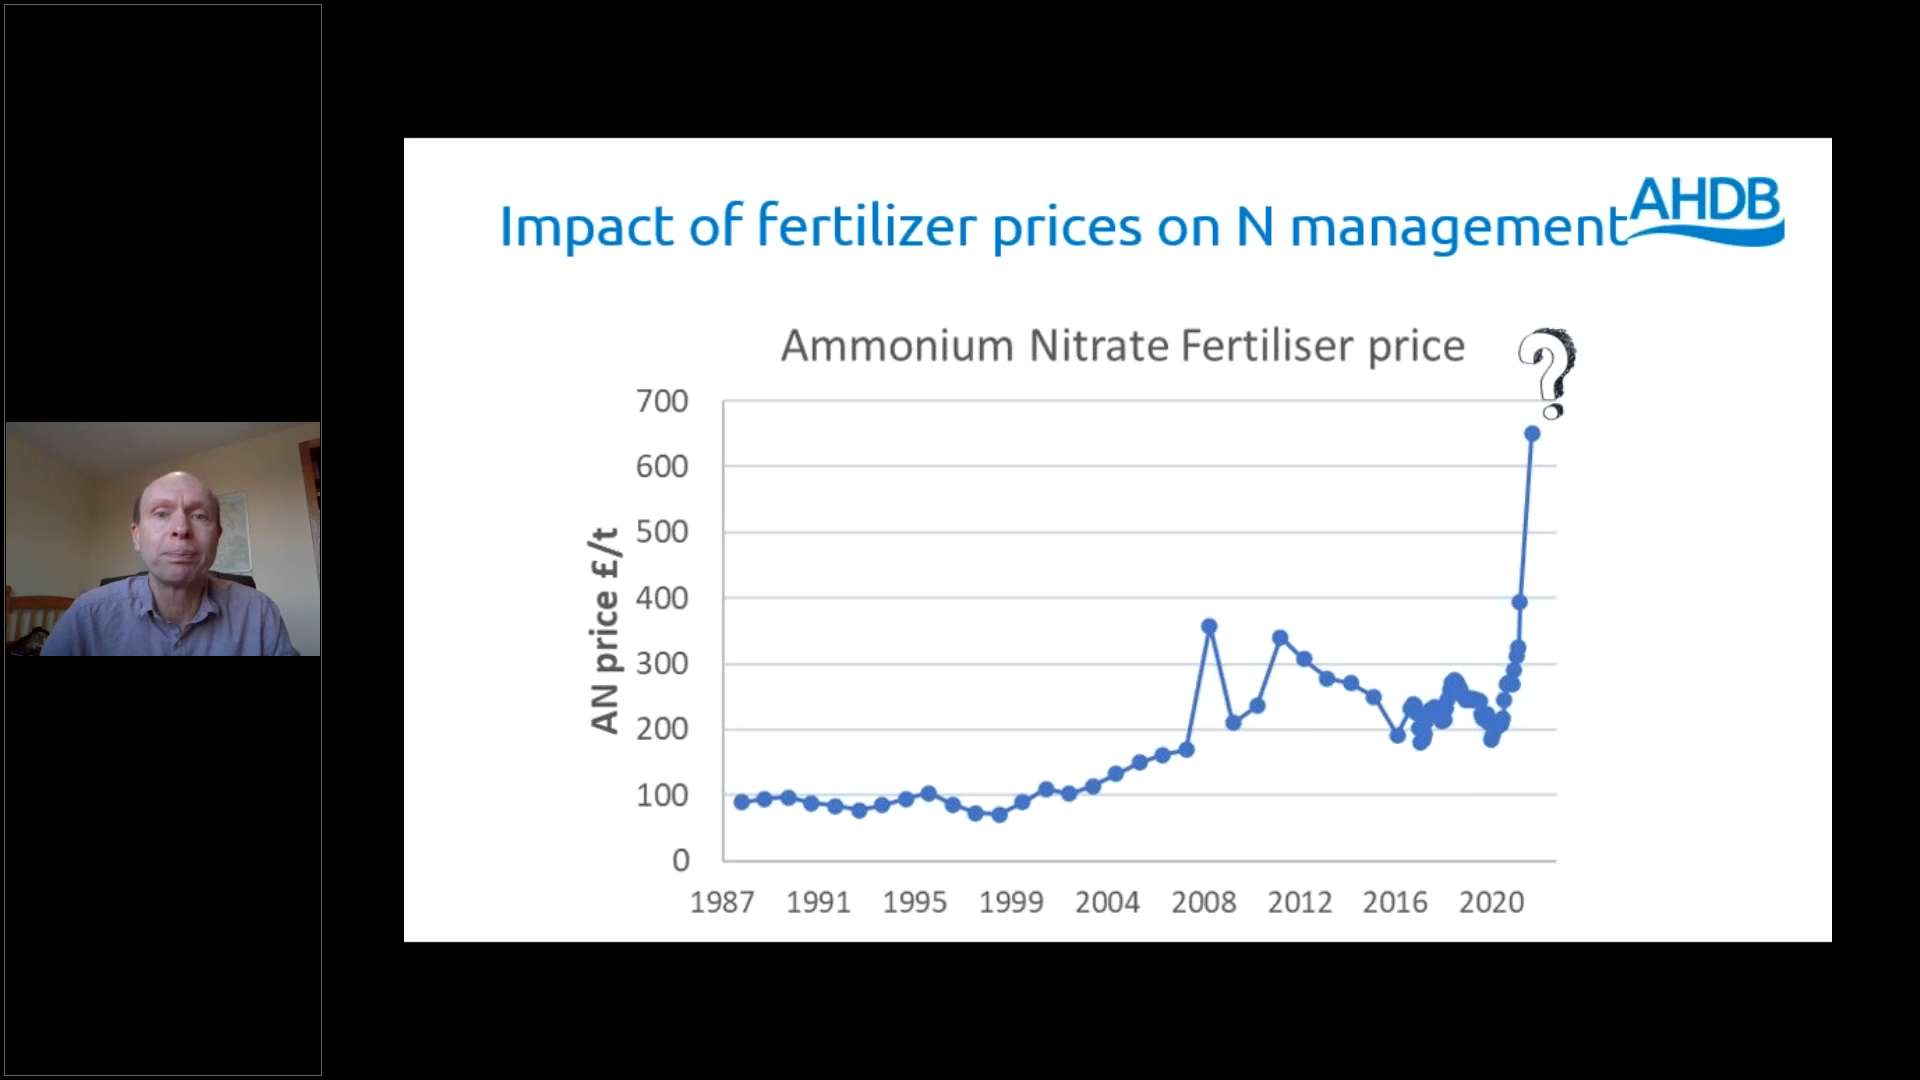 Impact of fertilizer prices on N management
AHDB
Ammonium Nitrate Fertiliser price
?
700
600
500
400
300
200
100
0
AN price £/t
1987 1991 1995 1999 2004 2008 2012 2016 2020